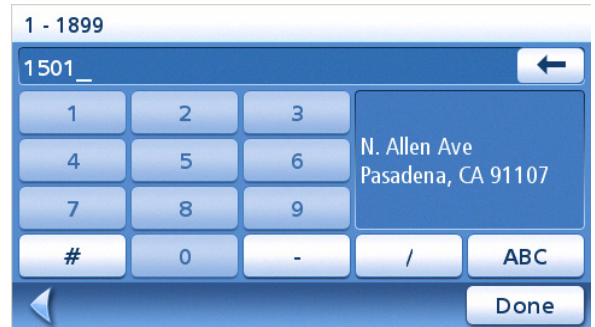 1 - 1899
1501_
1 2 3
N. Allen Ave
4 5 6
Pasadena, CA 91107
7 8 9
# 0 - / ABC
Done